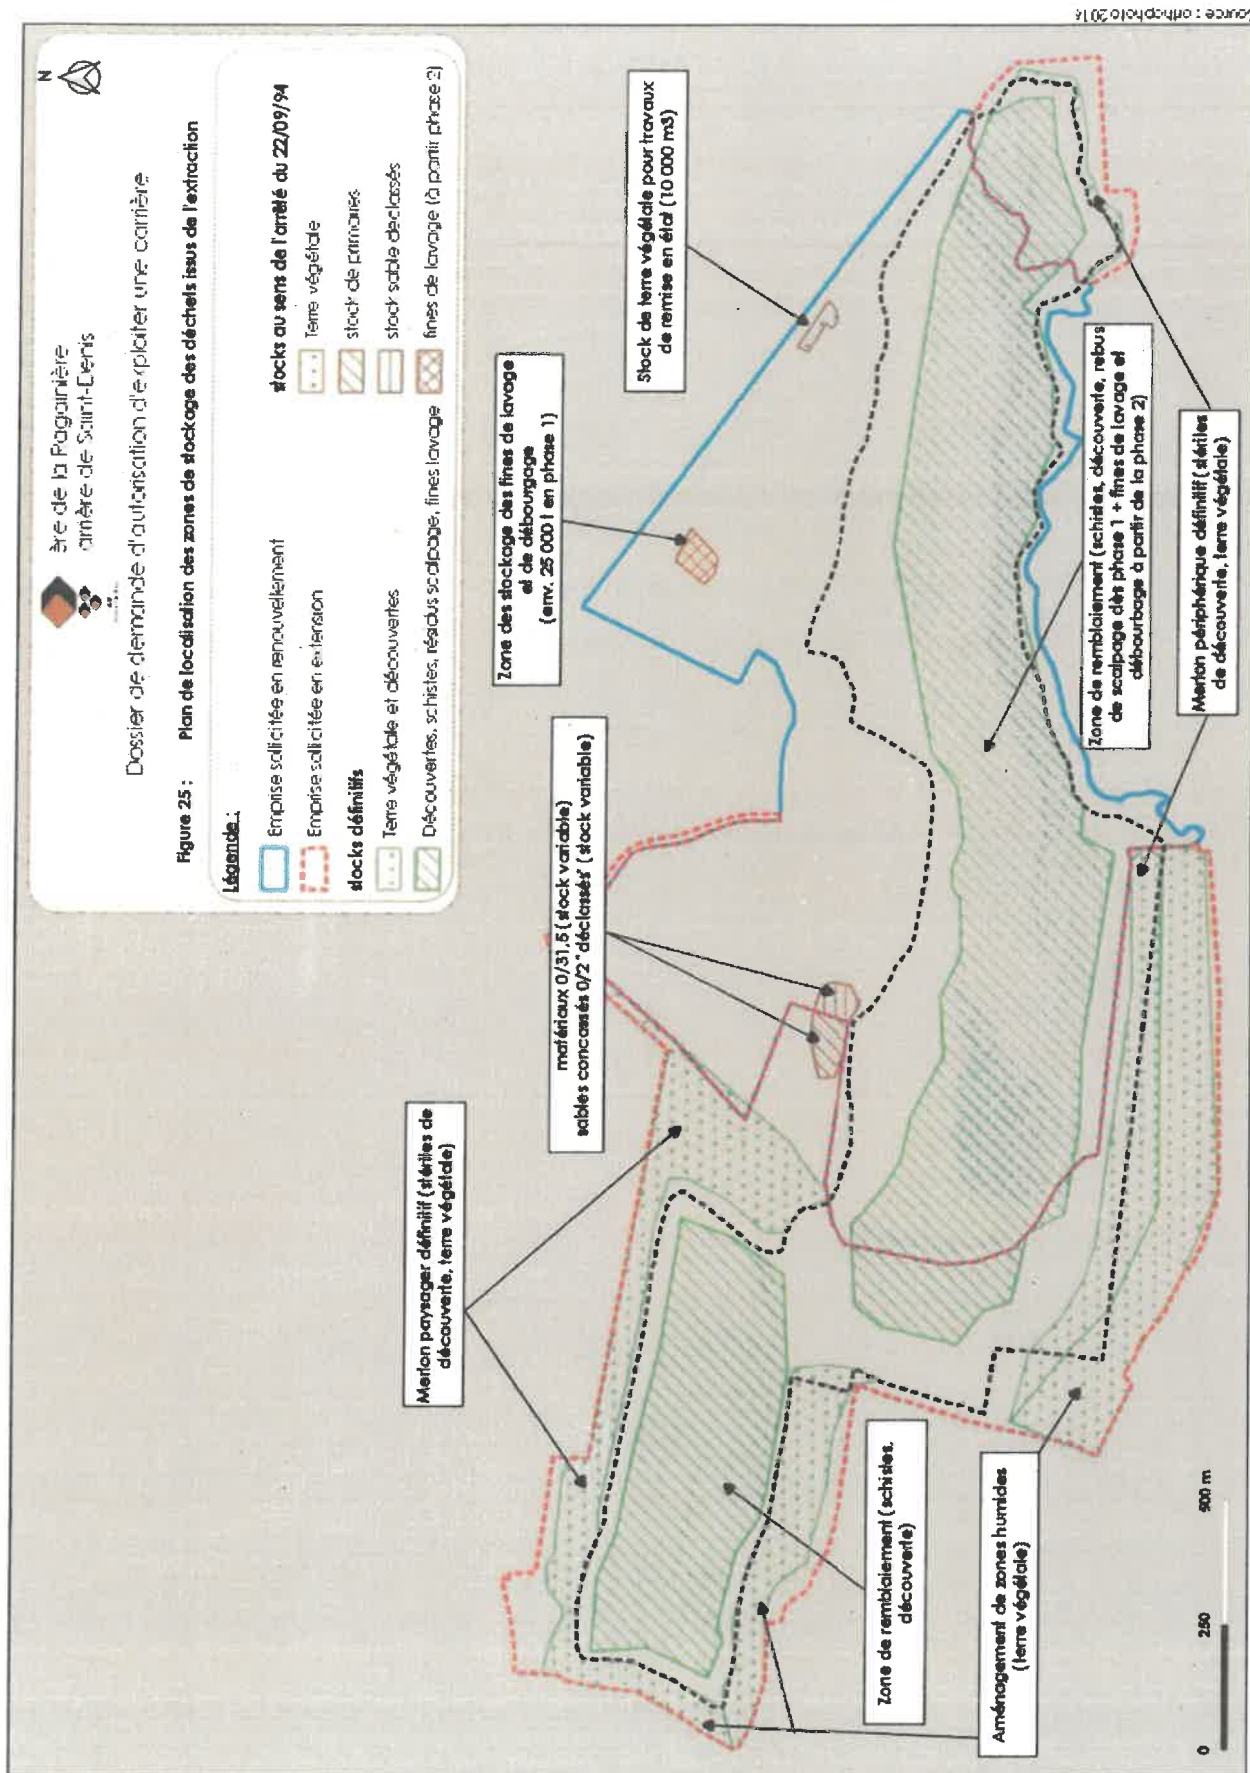 ère de la Pagainière
arrière de Saint-Denis
Dossier de demande d'autorisation d'exploiter une carrière
Figure 25 : Plan de localisation des zones de stockage des déchets issus de l'extraction
N
Légende :
Emprise sollicitée en renouvellement
Emprise sollicitée en extension
stocks définitifs
Terre végétale et découvertes
Découvertes, schistes, résidus scalpage, fines lavage
stocks au sens de l'arrêté du 22/09/94
Terre végétale
stock de primaires
stock sable declassés
fines de lavage (à partir phase 2)
Merlon paysager définitif (stériles de
découverte, terre végétale)
matériaux 0/31,5 (stock variable)
sables concassés 0/2 "déclassés" (stock variable)
Zone des stockage des fines de lavage
et de débourgage
(env. 25 000 t en phase 1)
Stock de terre végétale pour travaux
de remise en état (10 000 m3)
Zone de remblaiement (schistes,
découverte)
Aménagement de zones humides
(terre végétale)
Zone de remblaiement (schistes, découverte, rebus
de scalpage dès phase 1 + fines de lavage et
débourbage à partir de la phase 2)
Merlon périphérique définitif (stériles
de découverte, terre végétale)
0 250 500 m
Source : orthophoto 2016